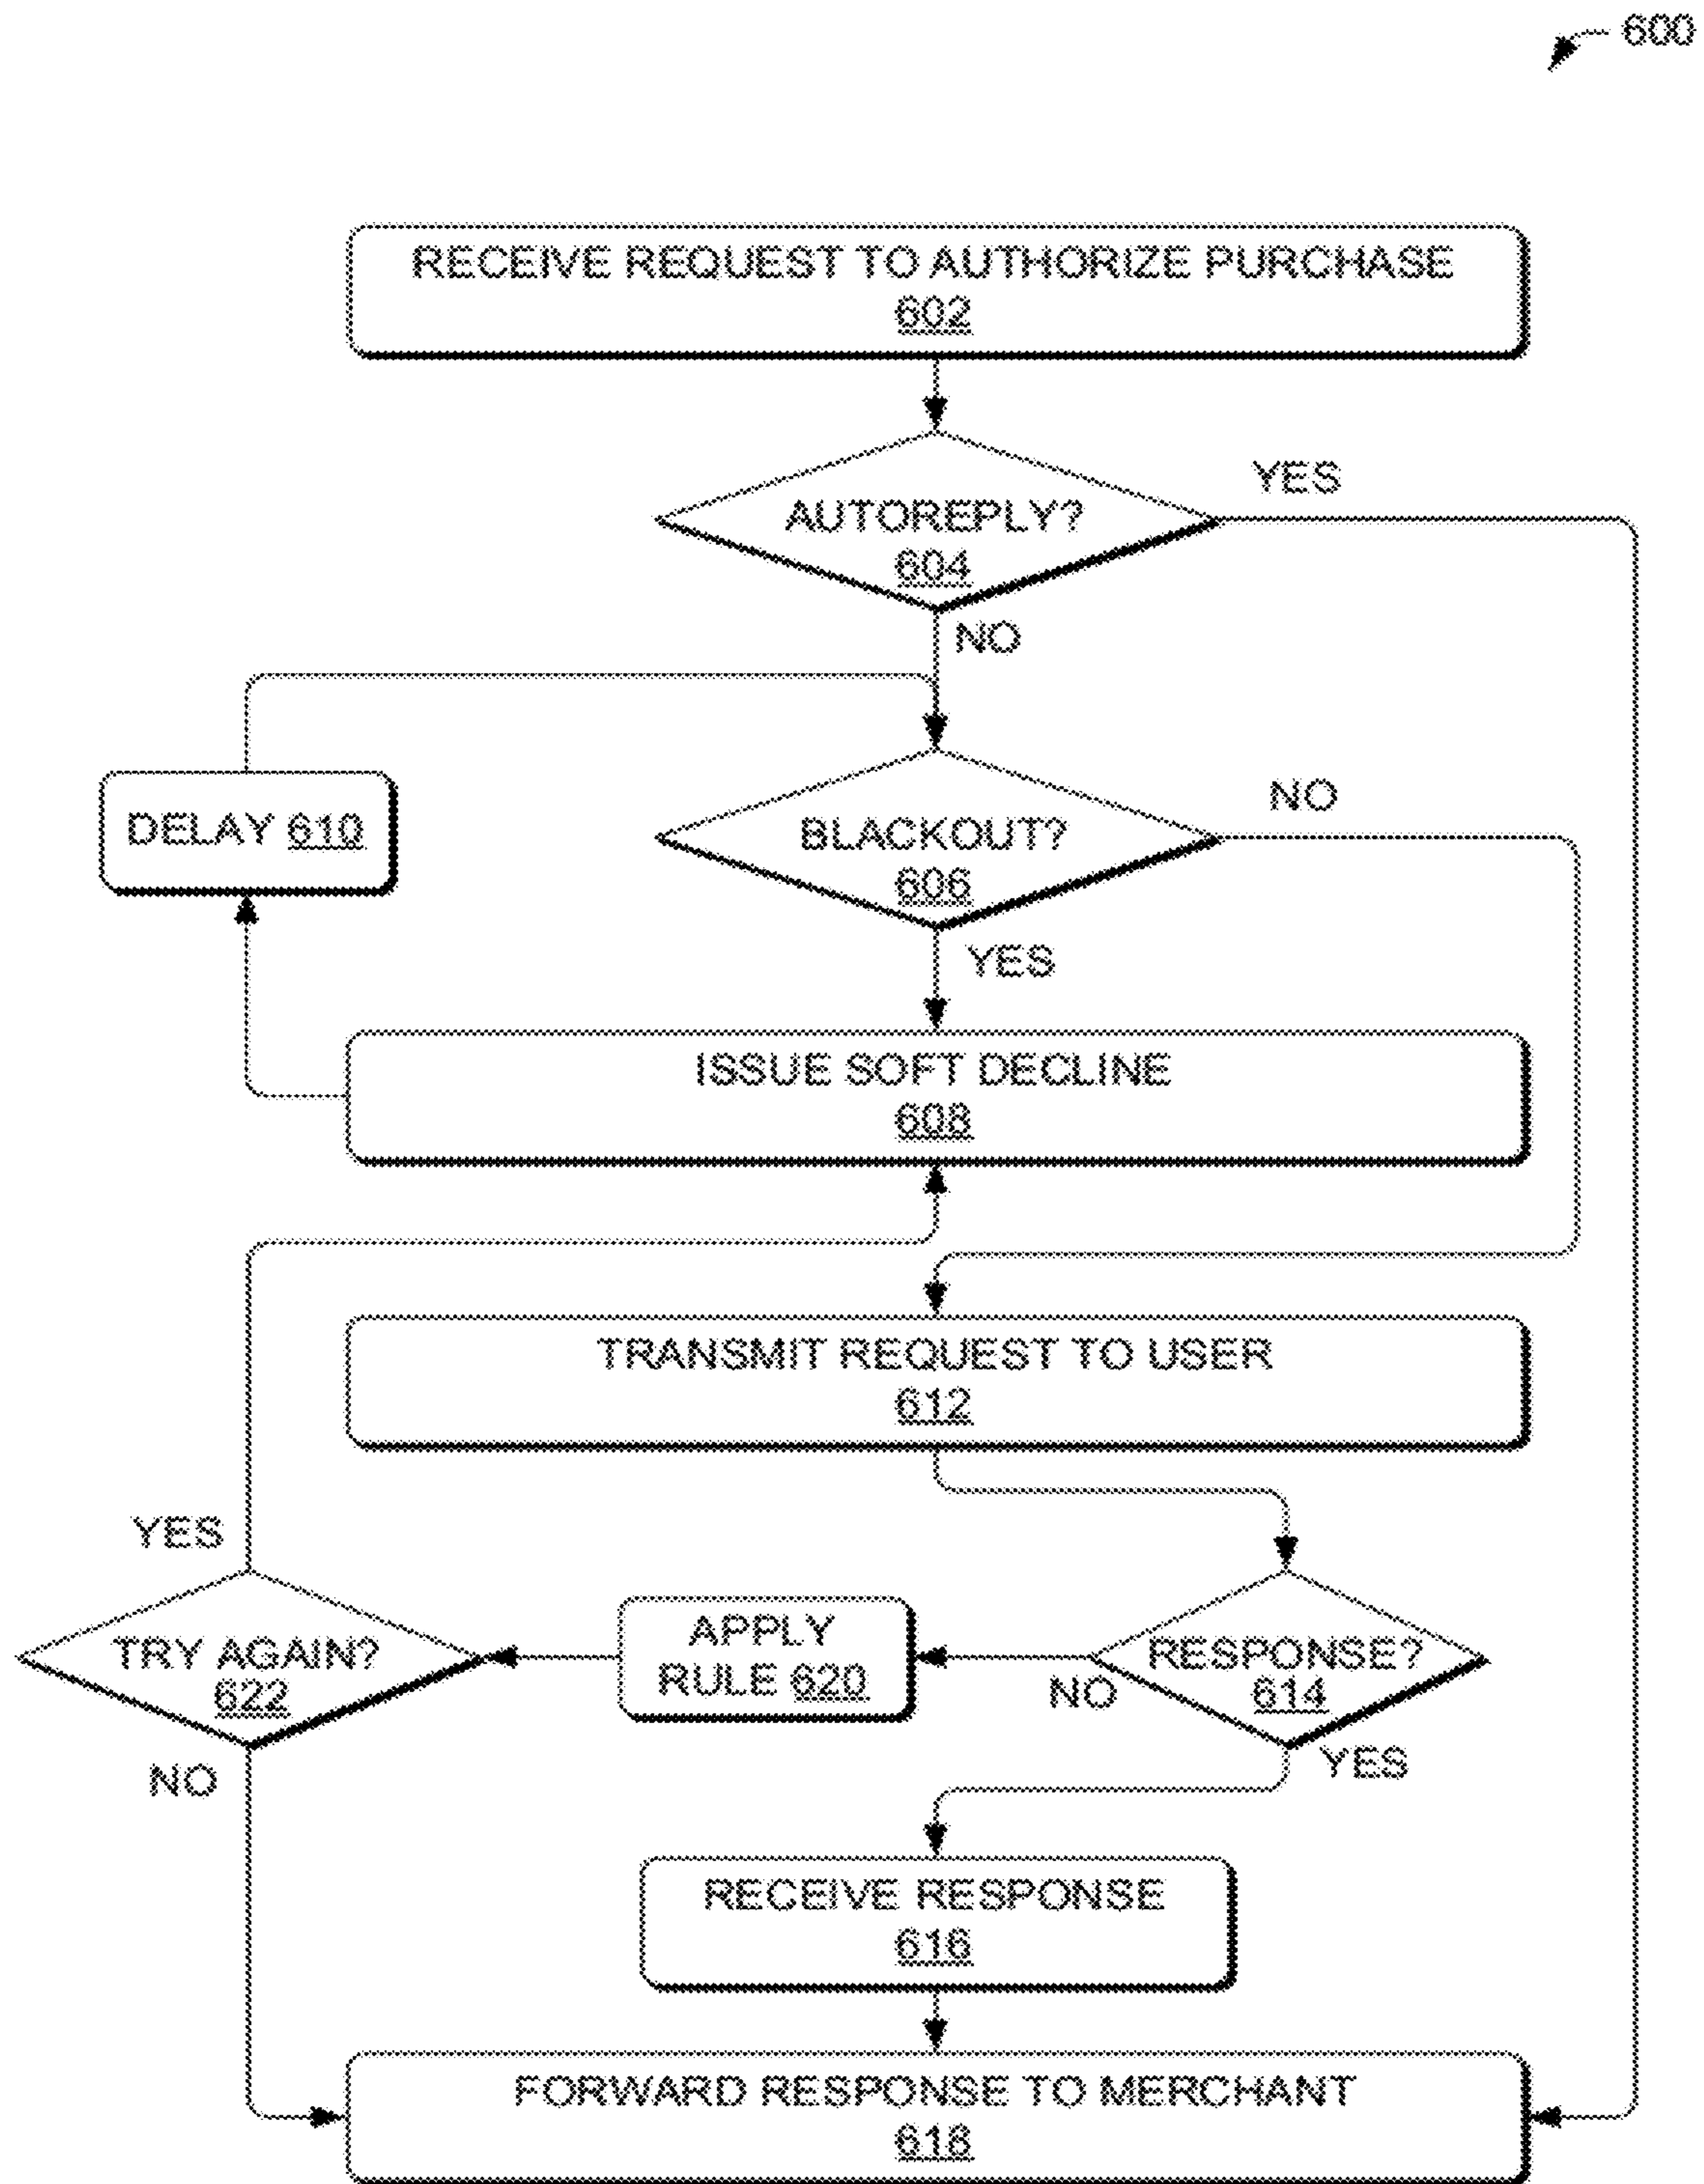 600
RECEIVE REQUEST TO AUTHORIZE PURCHASE
602
YES
AUTOREPLY?
604
NO
DELAY 610
NO
BLACKOUT?
606
YES
ISSUE SOFT DECLINE
608
TRANSMIT REQUEST TO USER
612
YES
TRY AGAIN?
622
NO
APPLY
RULE 620
RESPONSE?
614
NO
YES
RECEIVE RESPONSE
616
FORWARD RESPONSE TO MERCHANT
618